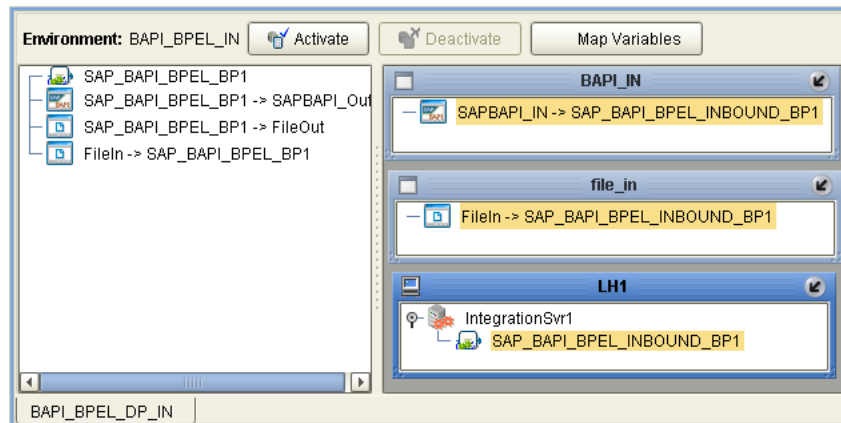 Environment: BAPI_BPEL_IN Activate Deactivate Map Variables
SAP_BAPI_BPEL_BP1
SAP_BAPI_BPEL_BP1 -> SAPBAPI_Out
SAP_BAPI_BPEL_BP1 -> FileOut
FileIn -> SAP_BAPI_BPEL_BP1
BAPI_IN
SAPBAPI_IN -> SAP_BAPI_BPEL_INBOUND_BP1
file_in
FileIn -> SAP_BAPI_BPEL_INBOUND_BP1
LH1
IntegrationSvr1
SAP_BAPI_BPEL_INBOUND_BP1
BAPI_BPEL_DP_IN